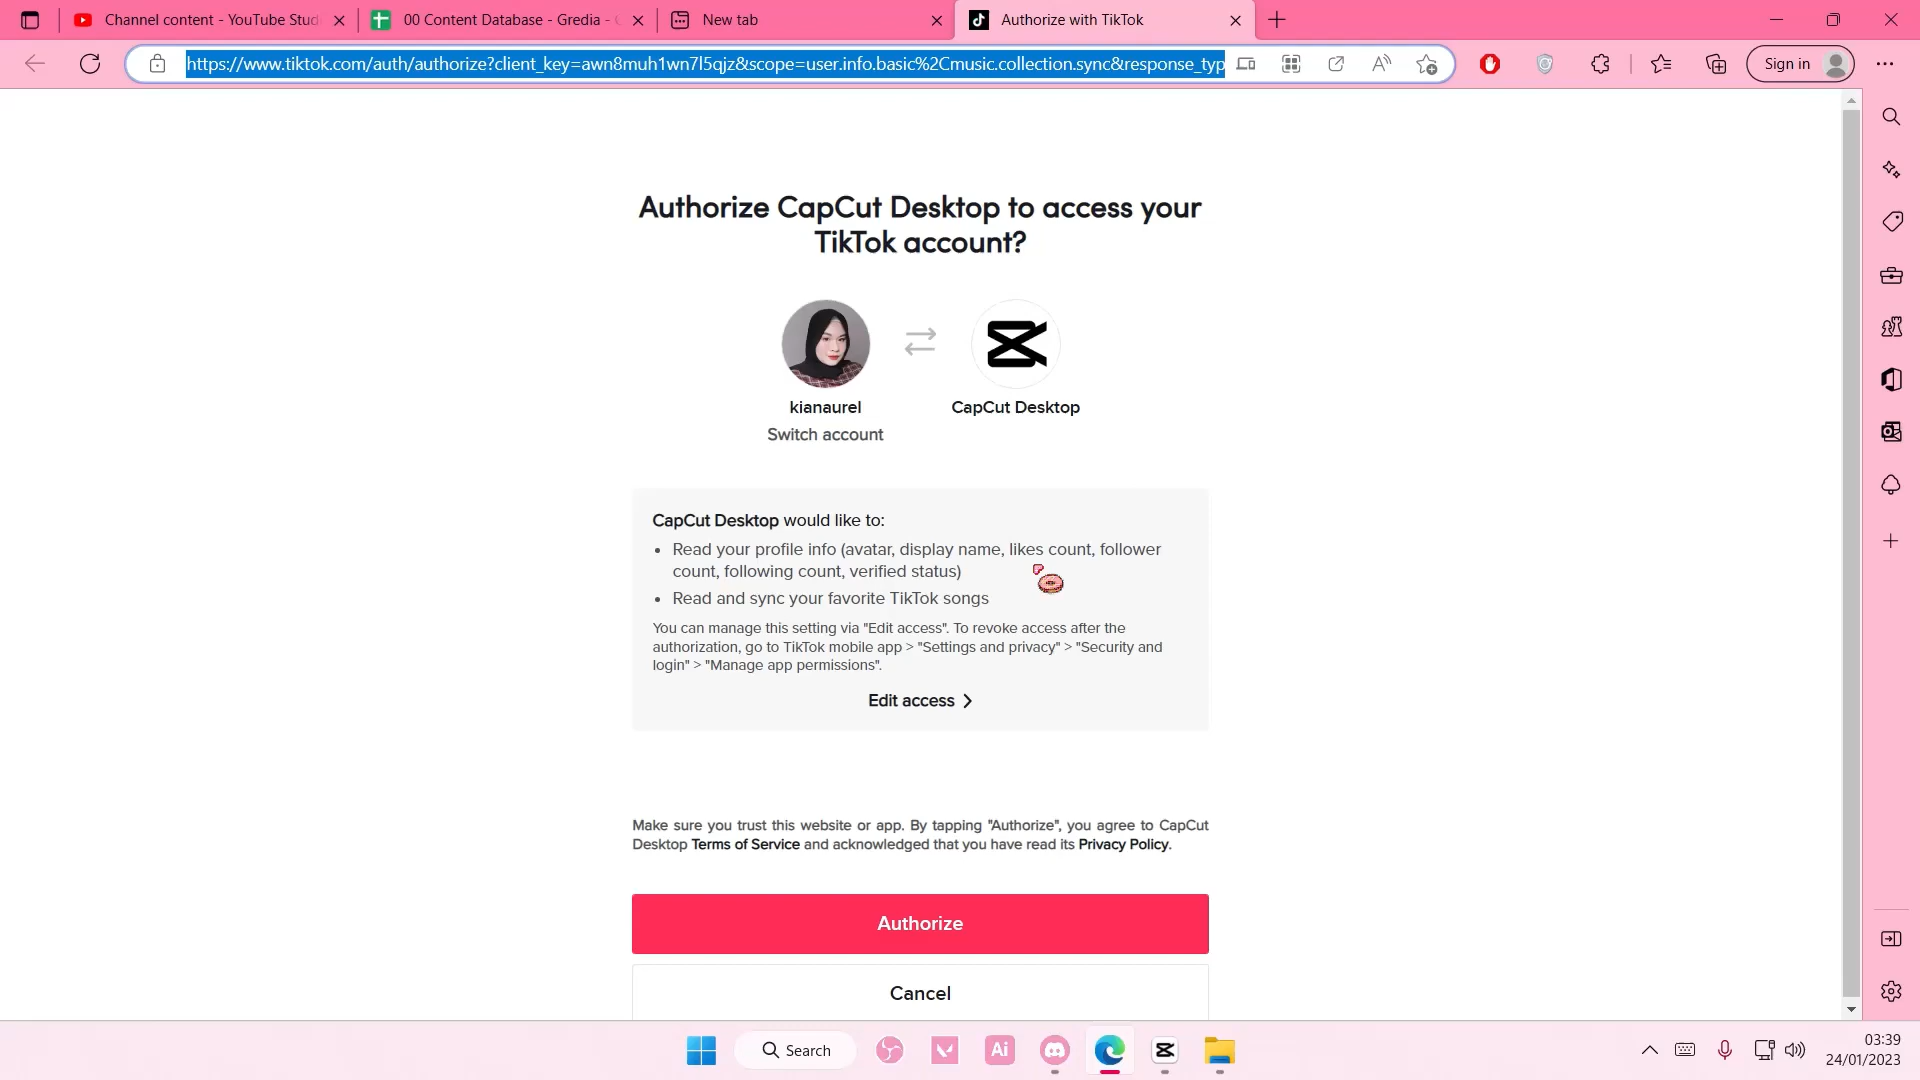 Channel content - YouTube Stud
00 Content Database - Gredia -
New tab
Authorize with TikTok
https://www.tiktok.com/auth/authorize?client_key=awn8muh1wn7l5qjz&scope=user.info.basic%2Cmusic.collection.sync&response_typ
Sign in
Authorize CapCut Desktop to access your
TikTok account?
kianaurel
CapCut Desktop
Switch account
CapCut Desktop would like to:
• Read your profile info (avatar, display name, likes count, follower
count, following count, verified status)
• Read and sync your favorite TikTok songs
You can manage this setting via "Edit access". To revoke access after the
authorization, go to TikTok mobile app > "Settings and privacy" > "Security and
login" > "Manage app permissions".
Edit access >
Make sure you trust this website or app. By tapping "Authorize", you agree to CapCut
Desktop Terms of Service and acknowledged that you have read its Privacy Policy.
Authorize
Cancel
Search
Ai
03:39
24/01/2023